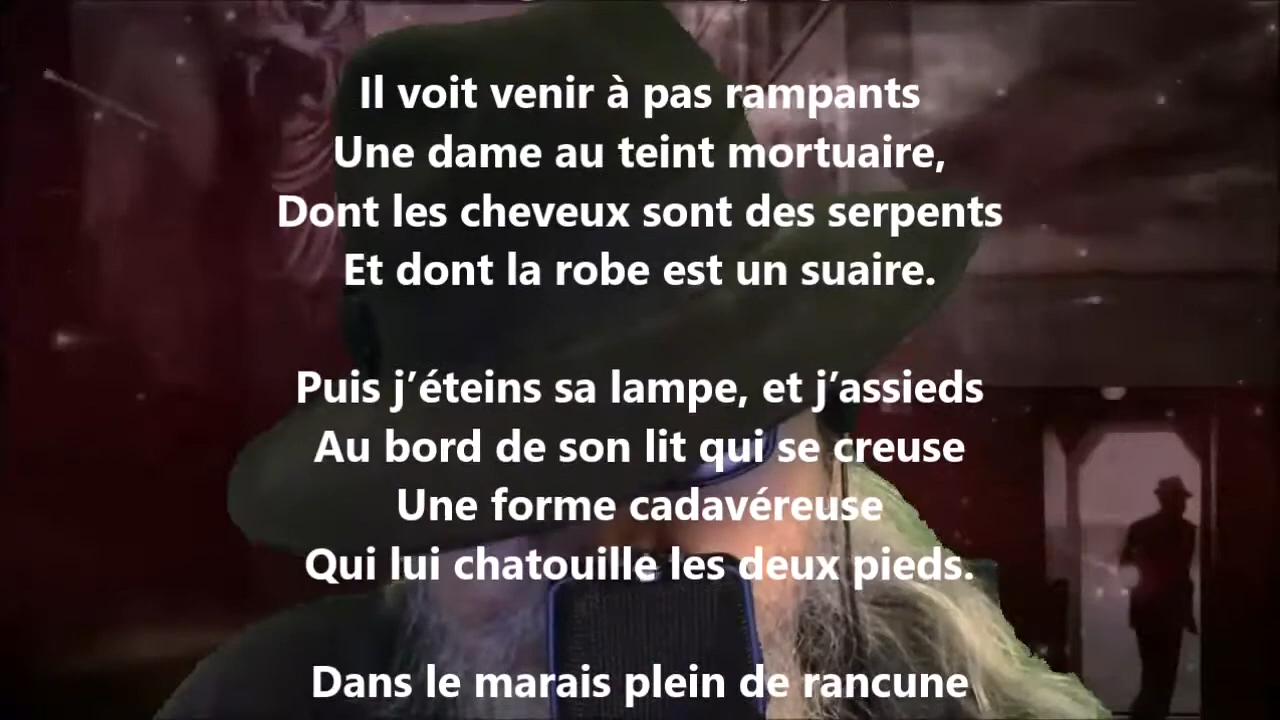 Il voit venir à pas rampants
Une dame au teint mortuaire,
Dont les cheveux sont des serpents
Et dont la robe est un suaire.
Puis j’éteins sa lampe, et j’assieds
Au bord de son lit qui se creuse
Une forme cadavéreuse
Qui lui chatouille les deux pieds.
Dans le marais plein de rancune